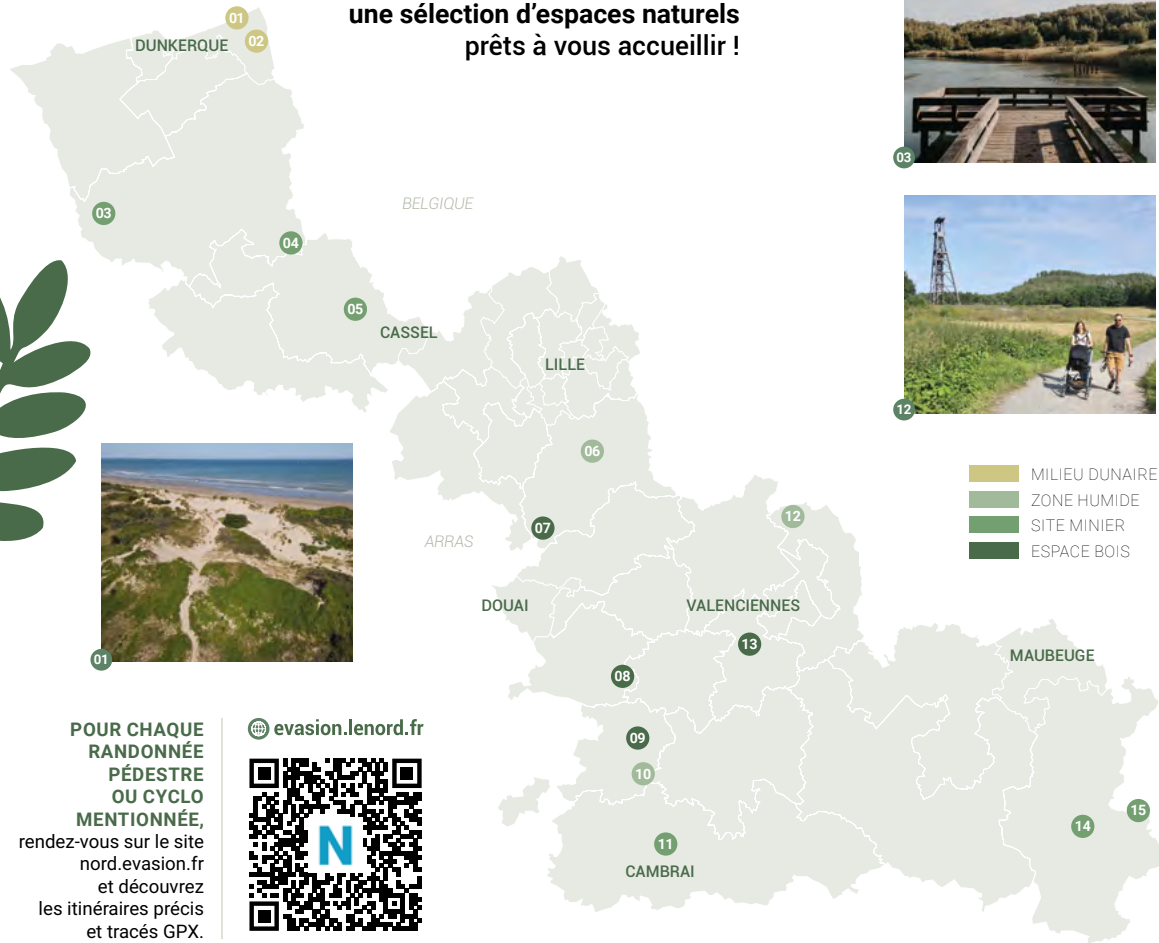 une sélection d'espaces naturels
prêts à vous accueillir !
01
02
DUNKERQUE
03
BELGIQUE
03
04
05
CASSEL
LILLE
12
06
MILIEU DUNAIRE
ZONE HUMIDE
SITE MINIER
ESPACE BOIS
07
12
ARRAS
DOUAI
VALENCIENNES
13
MAUBEUGE
01
08
POUR CHAQUE
RANDONNÉE
PÉDESTRE
OU CYCLO
MENTIONNÉE,
rendez-vous sur le site
nord.evasion.fr
et découvrez
les itinéraires précis
et tracés GPX.
evasion.lenord.fr
N
09
10
11
CAMBRAI
14
15